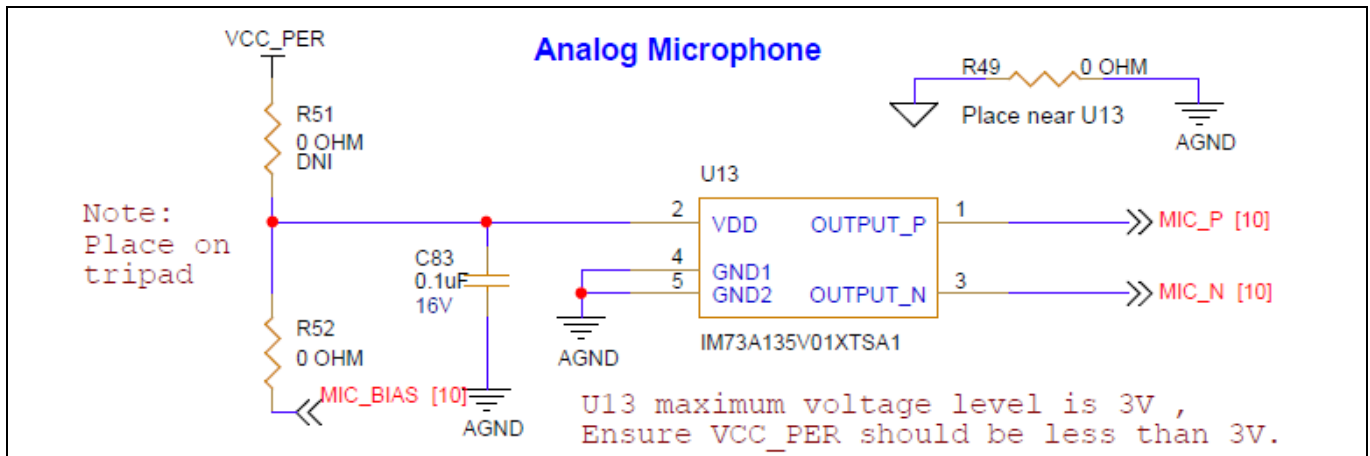 VCC_PER
Analog Microphone
R49 0 OHM
Place near U13
AGND
R51
0 OHM
DNI
Note:
Place on
tripad
U13
2 VDD OUTPUT_P 1 MIC_P [10]
4 GND1
5 GND2 OUTPUT_N 3 MIC_N [10]
IM73A135V01XTSA1
C83
0.1uF
16V
AGND
R52
0 OHM
MIC_BIAS [10]
AGND
U13 maximum voltage level is 3V ,
Ensure VCC_PER should be less than 3V.